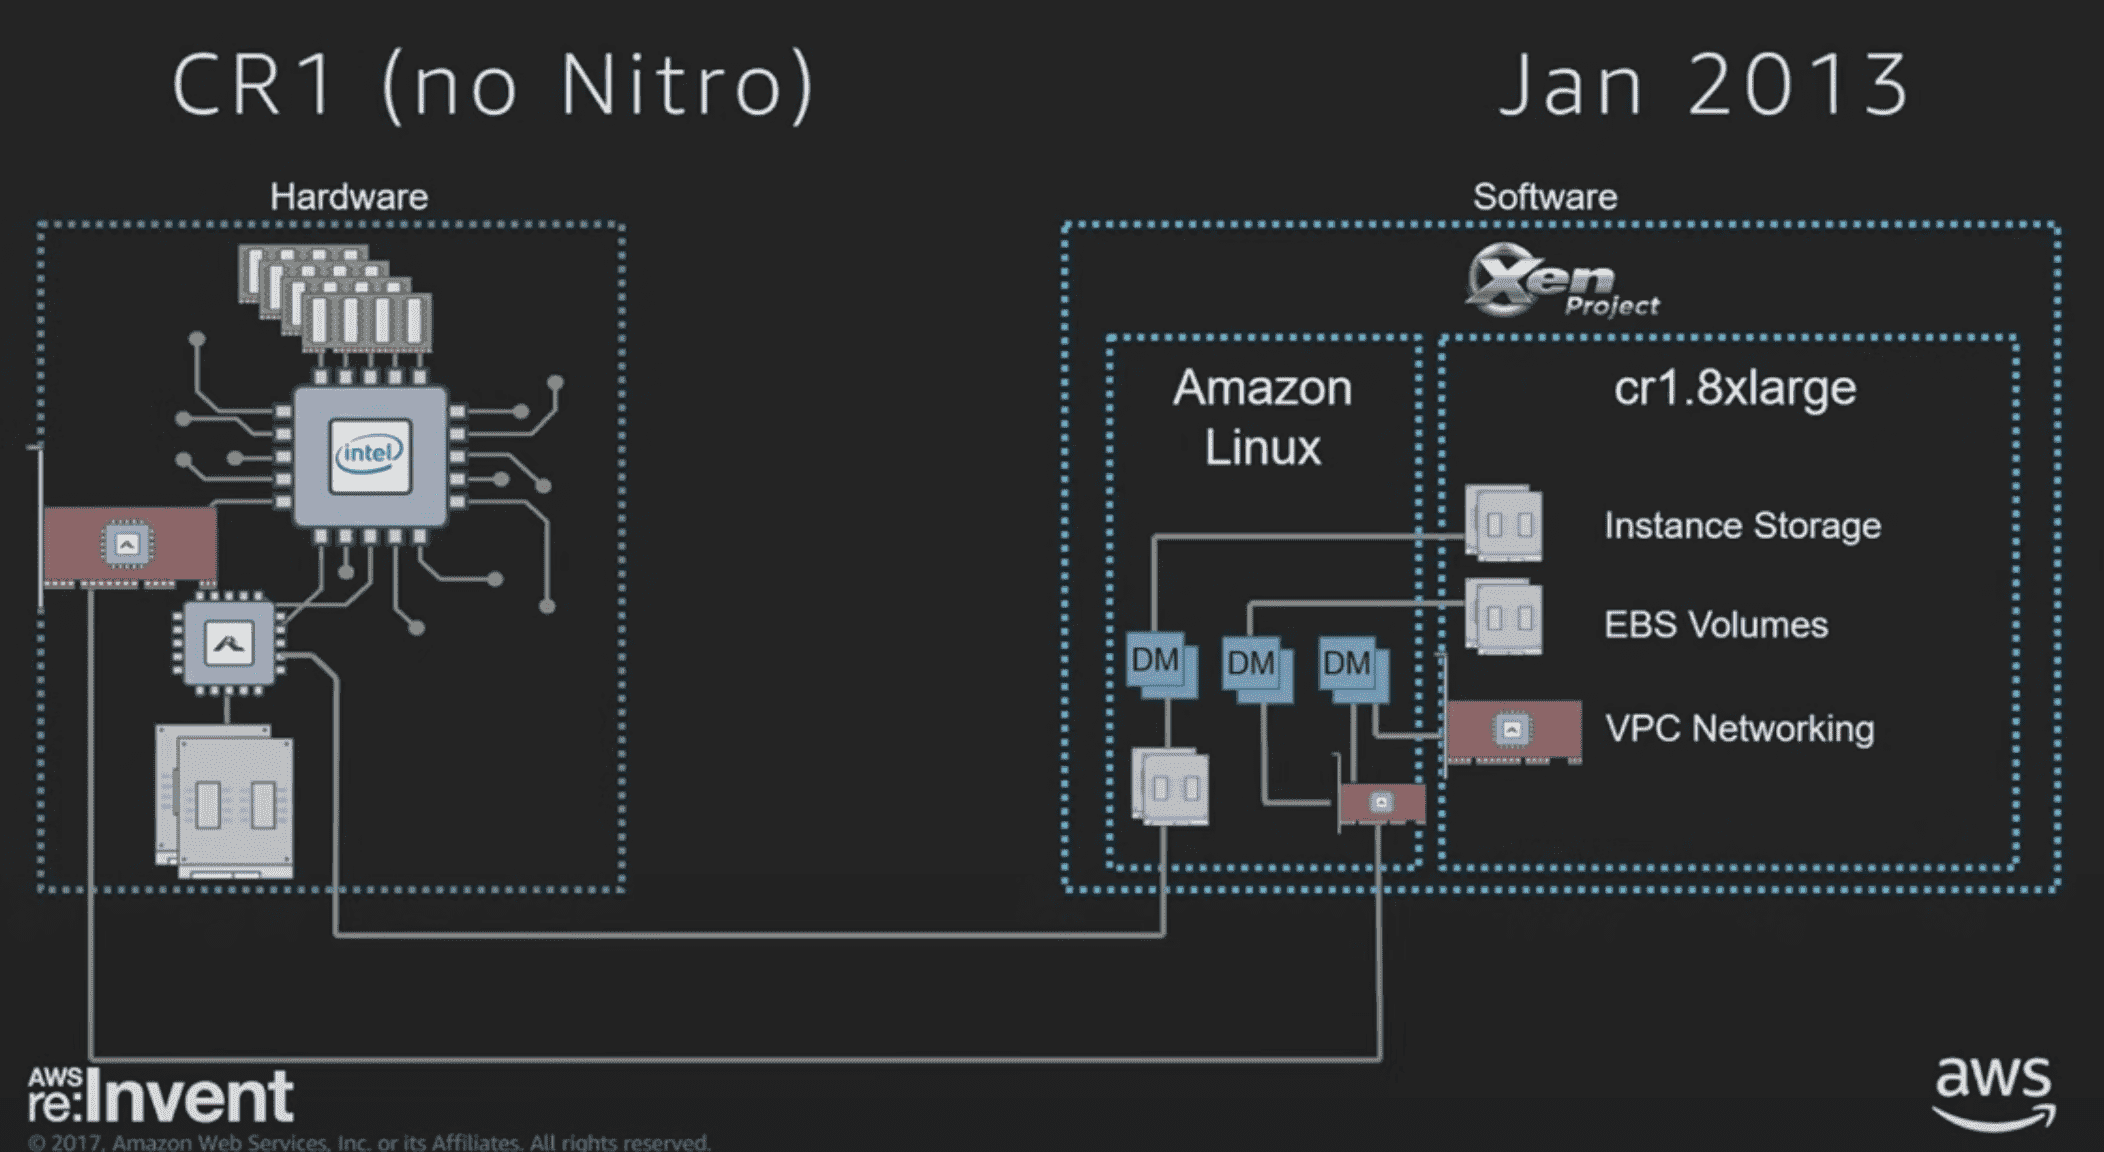 CR1 (no Nitro)
Jan 2013
Hardware
intel
Software
Xen
Project
Amazon
Linux
cr1.8xlarge
Instance Storage
EBS Volumes
DM
DM
DM
VPC Networking
AWS
re:Invent
© 2017, Amazon Web Services, Inc. or its Affiliates. All rights reserved.
aws